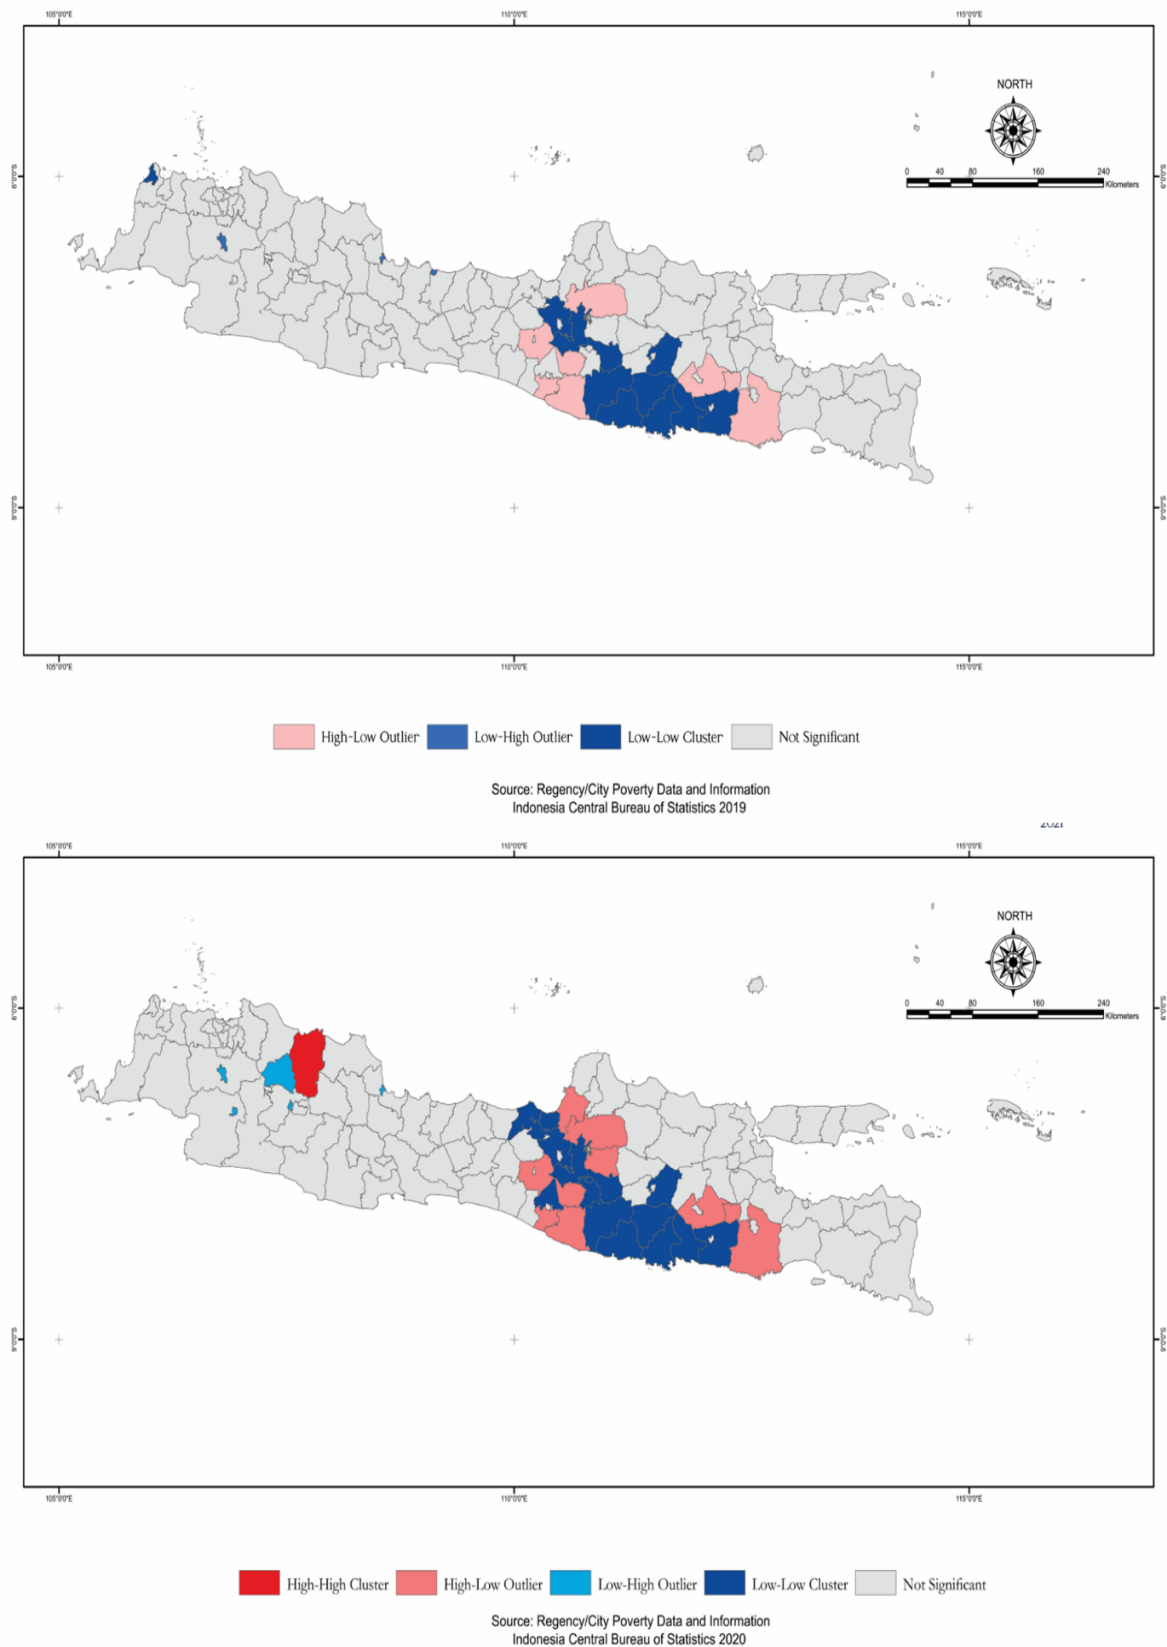 105°0'0"E 110°0'0"E 115°0'0"E
NORTH
0 40 80 160 240
Kilometers
6°0'0"S 6°0'0"S
9°0'0"S 9°0'0"S
105°0'0"E 110°0'0"E 115°0'0"E
High-Low Outlier Low-High Outlier Low-Low Cluster Not Significant
Source: Regency/City Poverty Data and Information
Indonesia Central Bureau of Statistics 2019
2021
105°0'0"E 110°0'0"E 115°0'0"E
NORTH
0 40 80 160 240
Kilometers
6°0'0"S 6°0'0"S
9°0'0"S 9°0'0"S
105°0'0"E 110°0'0"E 115°0'0"E
High-High Cluster High-Low Outlier Low-High Outlier Low-Low Cluster Not Significant
Source: Regency/City Poverty Data and Information
Indonesia Central Bureau of Statistics 2020